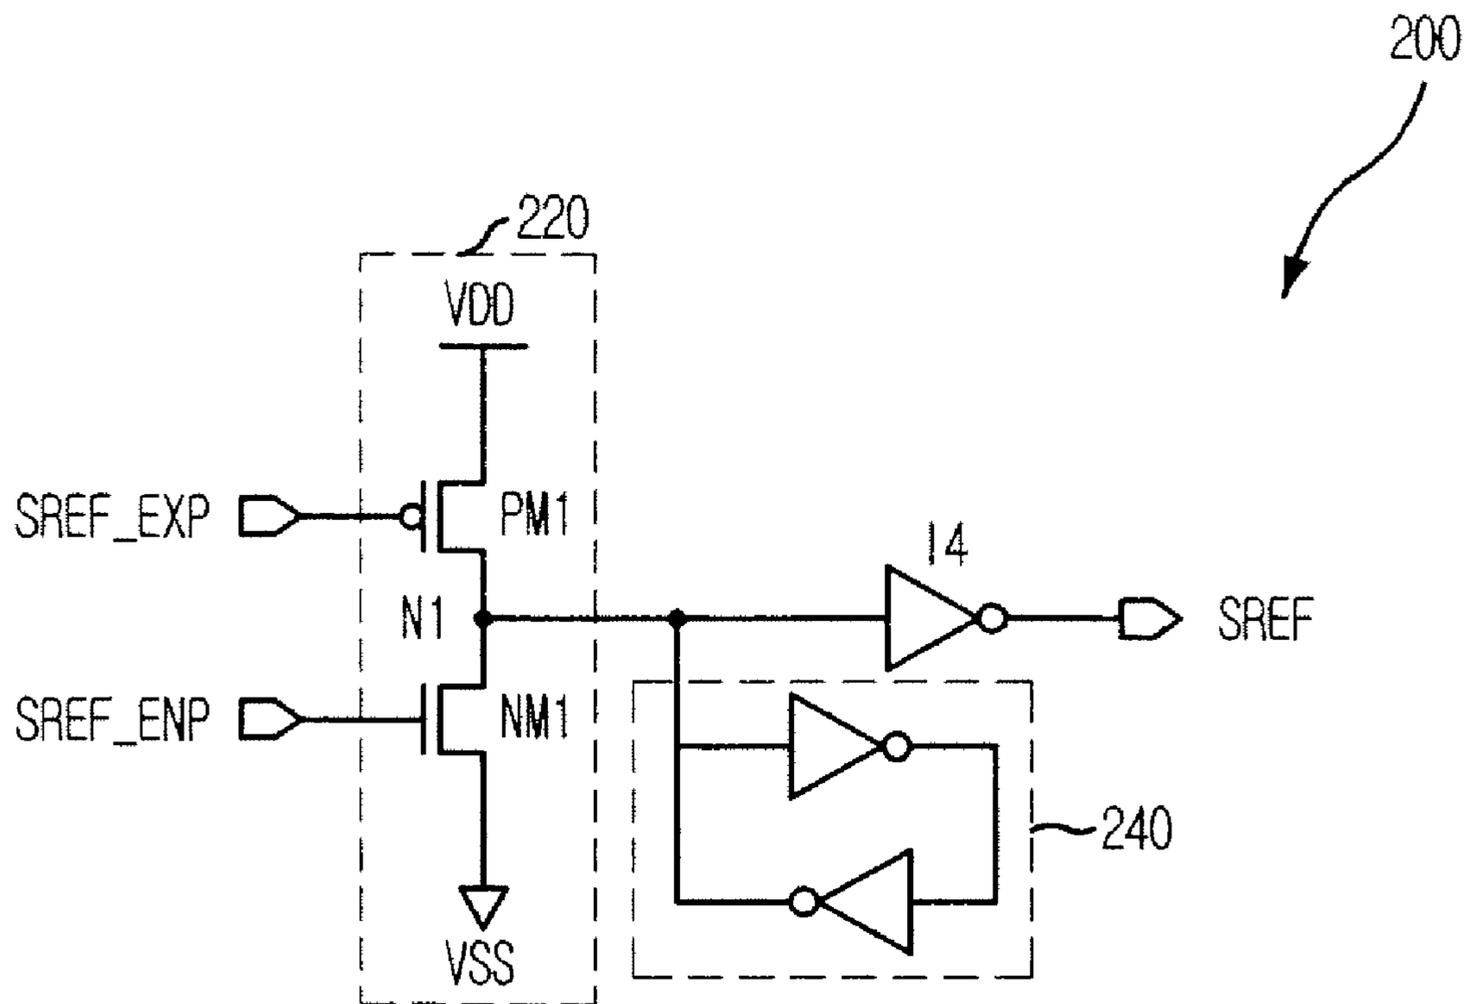 200
220
VDD
SREF_EXP
PM1
I4
N1
SREF
SREF_ENP
NM1
240
VSS